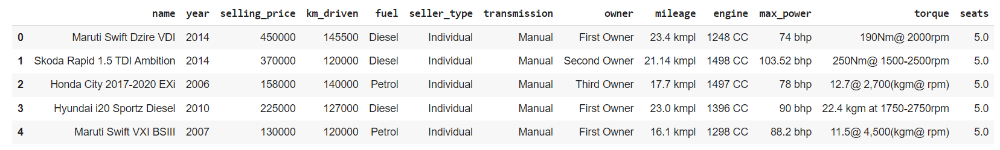 name year selling_price km_driven fuel seller_type transmission owner mileage engine max_power torque seats
0 Maruti Swift Dzire VDI 2014 450000 145500 Diesel Individual Manual First Owner 23.4 kmpl 1248 CC 74 bhp 190Nm@ 2000rpm 5.0
1 Skoda Rapid 1.5 TDI Ambition 2014 370000 120000 Diesel Individual Manual Second Owner 21.14 kmpl 1498 CC 103.52 bhp 250Nm@ 1500-2500rpm 5.0
2 Honda City 2017-2020 EXi 2006 158000 140000 Petrol Individual Manual Third Owner 17.7 kmpl 1497 CC 78 bhp 12.7@ 2,700(kgm@ rpm) 5.0
3 Hyundai i20 Sportz Diesel 2010 225000 127000 Diesel Individual Manual First Owner 23.0 kmpl 1396 CC 90 bhp 22.4 kgm at 1750-2750rpm 5.0
4 Maruti Swift VXI BSIII 2007 130000 120000 Petrol Individual Manual First Owner 16.1 kmpl 1298 CC 88.2 bhp 11.5@ 4,500(kgm@ rpm) 5.0